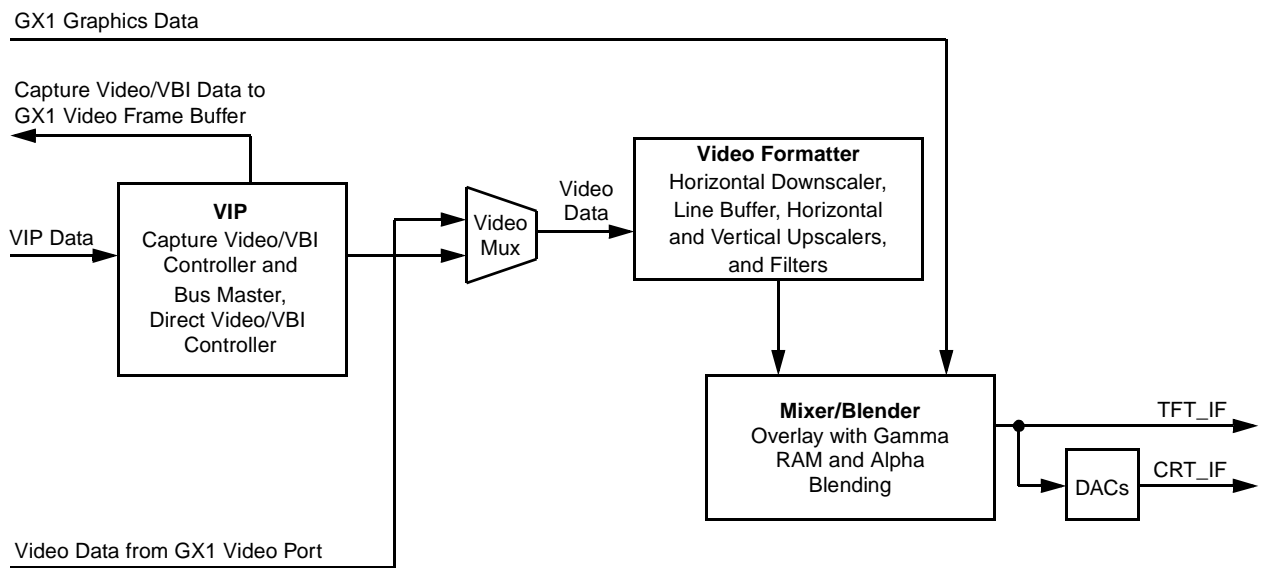 GX1 Graphics Data
Capture Video/VBI Data to
GX1 Video Frame Buffer
VIP Data
VIP
Capture Video/VBI
Controller and
Bus Master,
Direct Video/VBI
Controller
Video
Mux
Video
Data
Video Formatter
Horizontal Downscaler,
Line Buffer, Horizontal
and Vertical Upscalers,
and Filters
Mixer/Blender
Overlay with Gamma
RAM and Alpha
Blending
TFT_IF
DACs
CRT_IF
Video Data from GX1 Video Port